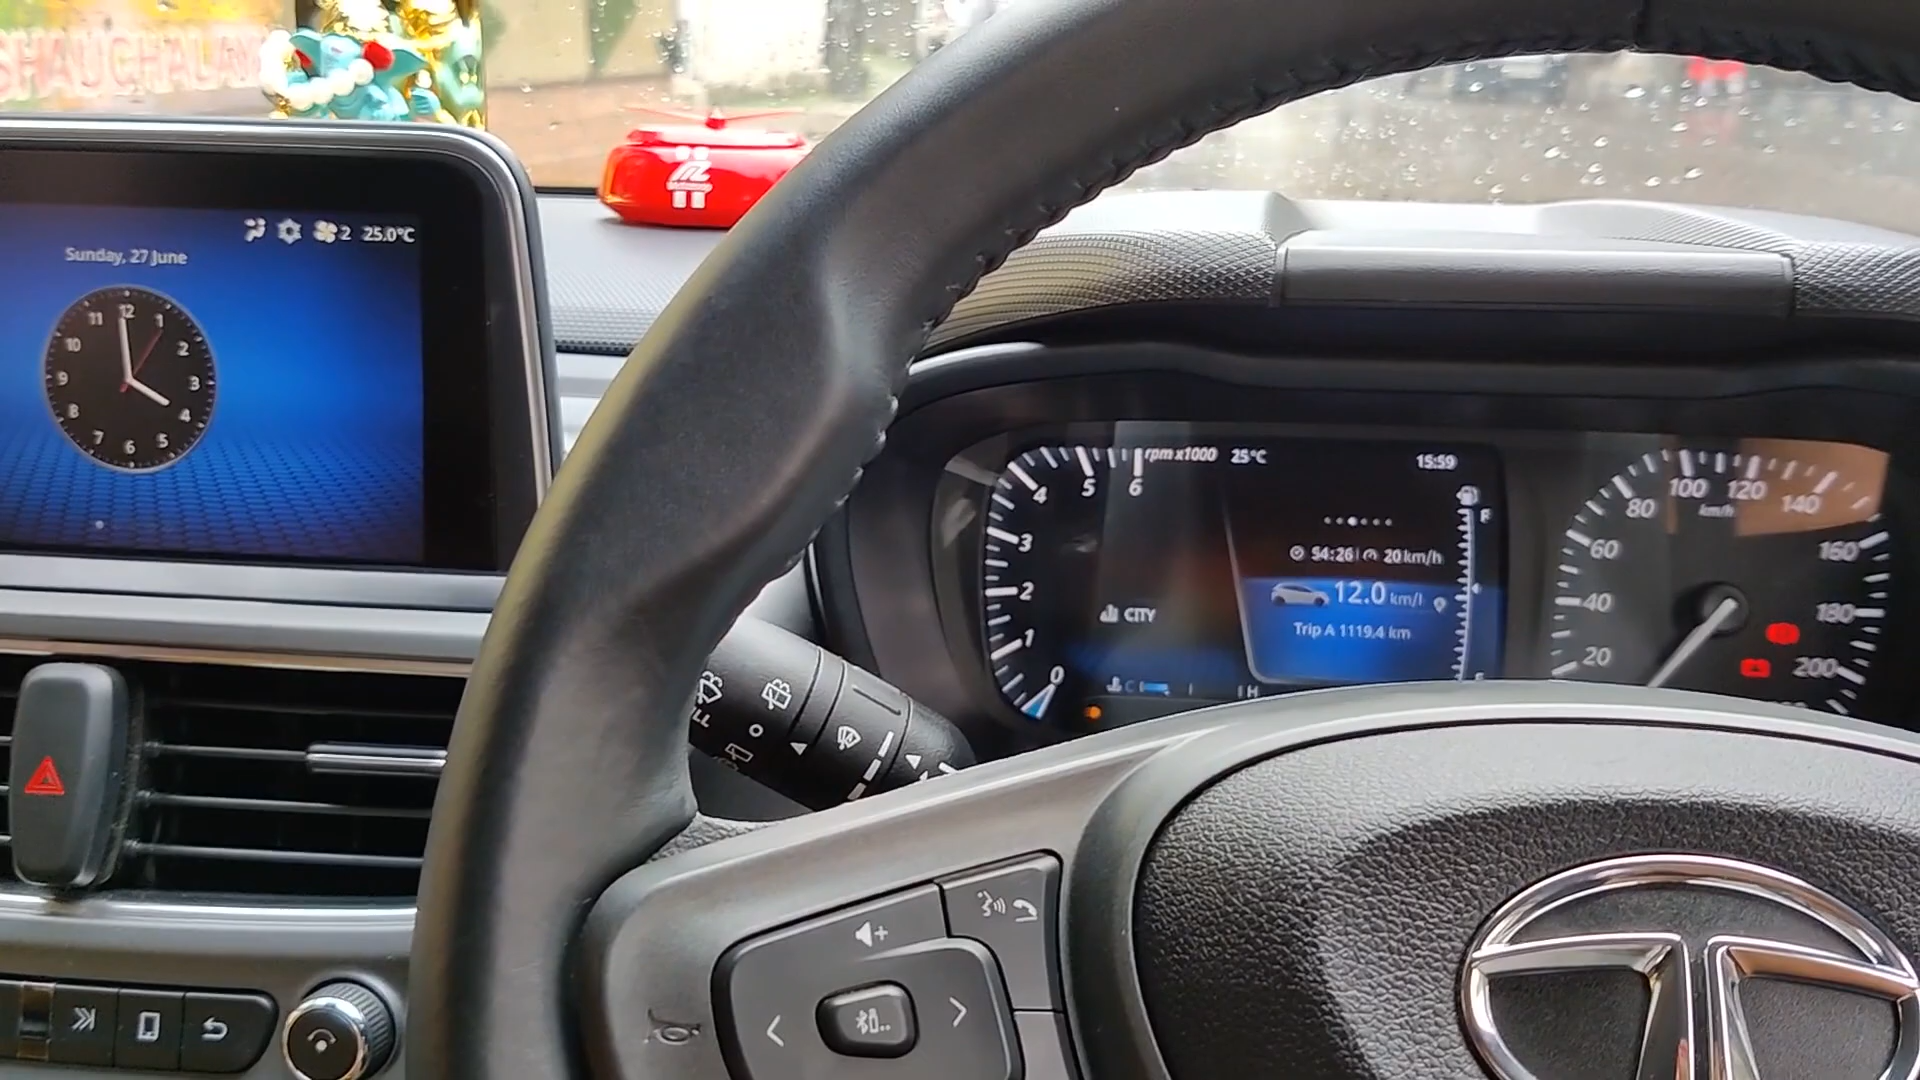 SHAUCHALAY
2 25.0°C
Sunday, 27 June
12
11 1
10 2
9 3
8 4
7 5
6
rpm x1000 25°C 15:59
4 5 6
3
2
1
0
F
54:26 20 km/h
12.0 km/l
CITY
Trip A 1119.4 km
C H
80 100 120 140
km/h
60 160
40 180
20 200